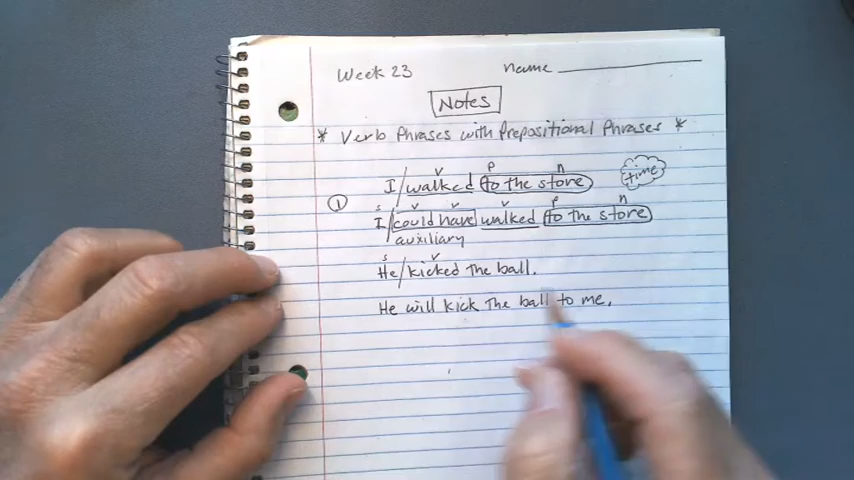 Week 23 name
Notes
* Verb Phrases with Prepositional Phrases *
v p n
I/walked to the store time
1 s v v v p n
I/could have walked to the store
auxiliary
s v
He/kicked the ball.
He will kick the ball to me.